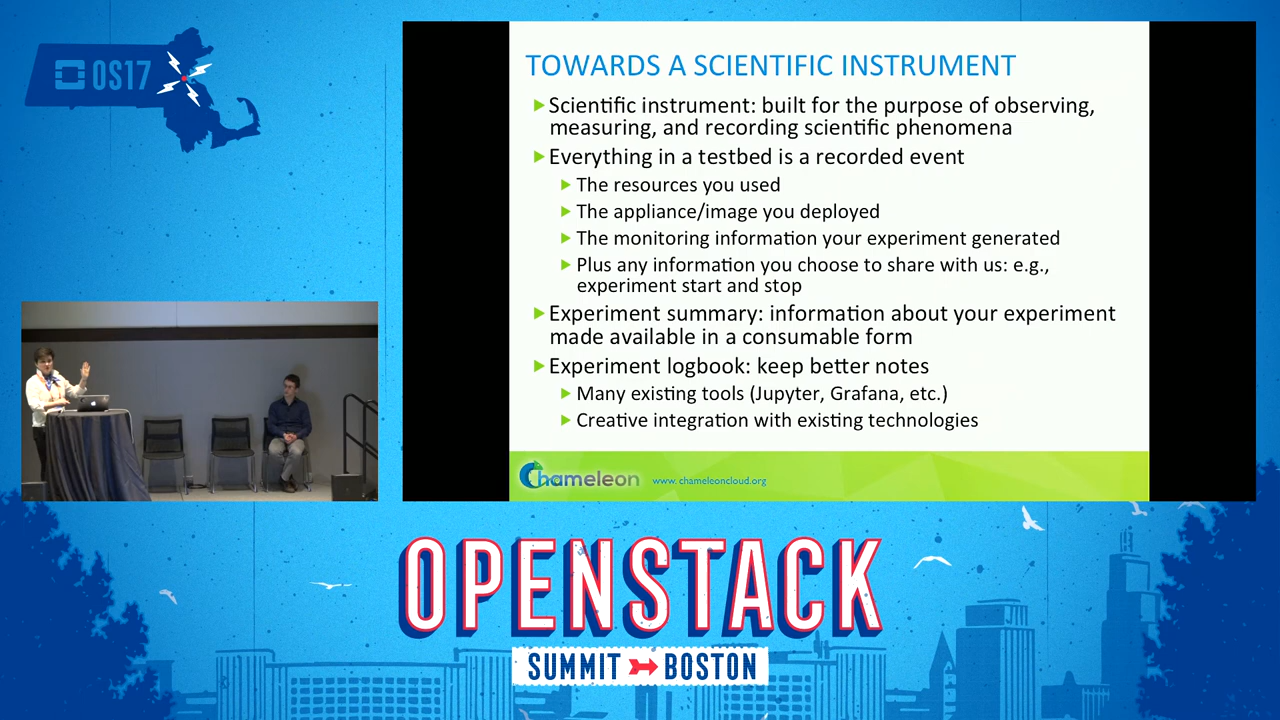 OS17
TOWARDS A SCIENTIFIC INSTRUMENT
Scientific instrument: built for the purpose of observing,
measuring, and recording scientific phenomena
Everything in a testbed is a recorded event
The resources you used
The appliance/image you deployed
The monitoring information your experiment generated
Plus any information you choose to share with us: e.g.,
experiment start and stop
Experiment summary: information about your experiment
made available in a consumable form
Experiment logbook: keep better notes
Many existing tools (Jupyter, Grafana, etc.)
Creative integration with existing technologies
Chameleon
www. chameleoncloud.org
OPENSTACK
SUMMIT BOSTON